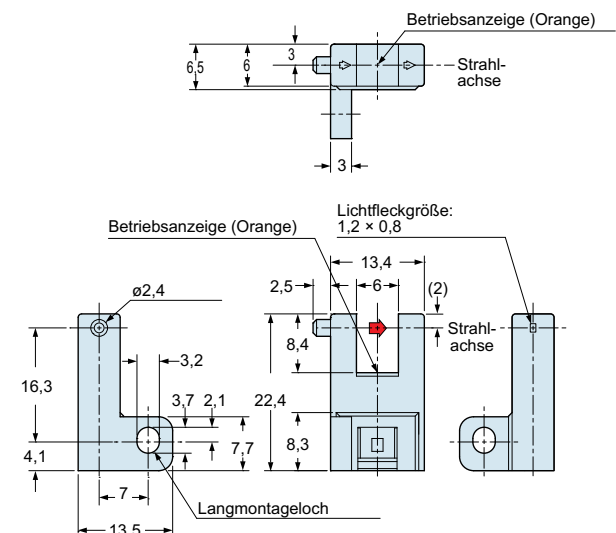 Betriebsanzeige (Orange)
3
6,5
6
Strahl-
achse
3
Lichtfleckgröße:
1,2 × 0,8
Betriebsanzeige (Orange)
13,4
2,5
6
(2)
ø2,4
Strahl-
achse
8,4
3,2
16,3
3,7
2,1
22,4
7,7
8,3
4,1
7
Langmontageloch
13,5